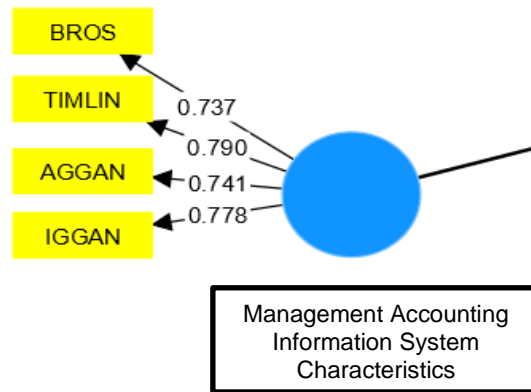 BROS
0.737
TIMLIN
0.790
AGGAN
0.741
IGGAN
0.778
Management Accounting
Information System
Characteristics